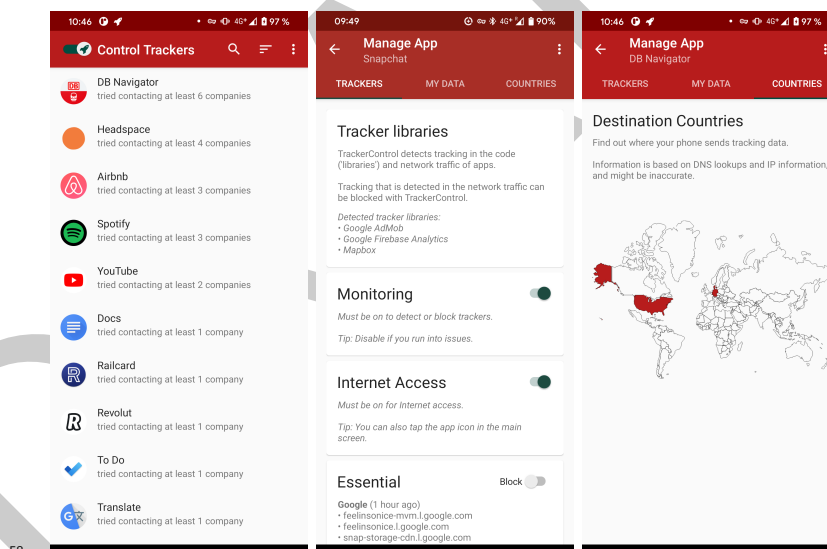 10:46
4G+
97 %
Control Trackers
DB Navigator
tried contacting at least 6 companies
Headspace
tried contacting at least 4 companies
Airbnb
tried contacting at least 3 companies
Spotify
tried contacting at least 3 companies
YouTube
tried contacting at least 2 companies
Docs
tried contacting at least 1 company
Railcard
tried contacting at least 1 company
Revolut
tried contacting at least 1 company
To Do
tried contacting at least 1 company
Translate
tried contacting at least 1 company
09:49
4G+
90%
Manage App
Snapchat
TRACKERS
MY DATA
COUNTRIES
Tracker libraries
TrackerControl detects tracking in the code
('libraries') and network traffic of apps.
Tracking that is detected in the network traffic can
be blocked with TrackerControl.
Detected tracker libraries:
• Google AdMob
• Google Firebase Analytics
• Mapbox
Monitoring
Must be on to detect or block trackers.
Tip: Disable if you run into issues.
Internet Access
Must be on for Internet access.
Tip: You can also tap the app icon in the main
screen.
Essential
Block
Google (1 hour ago)
• feelinsonice-mvm.l.google.com
• feelinsonice.l.google.com
• snap-storage-cdn.l.google.com
10:46
4G+
97 %
Manage App
DB Navigator
TRACKERS
MY DATA
COUNTRIES
Destination Countries
Find out where your phone sends tracking data.
Information is based on DNS lookups and IP information,
and might be inaccurate.